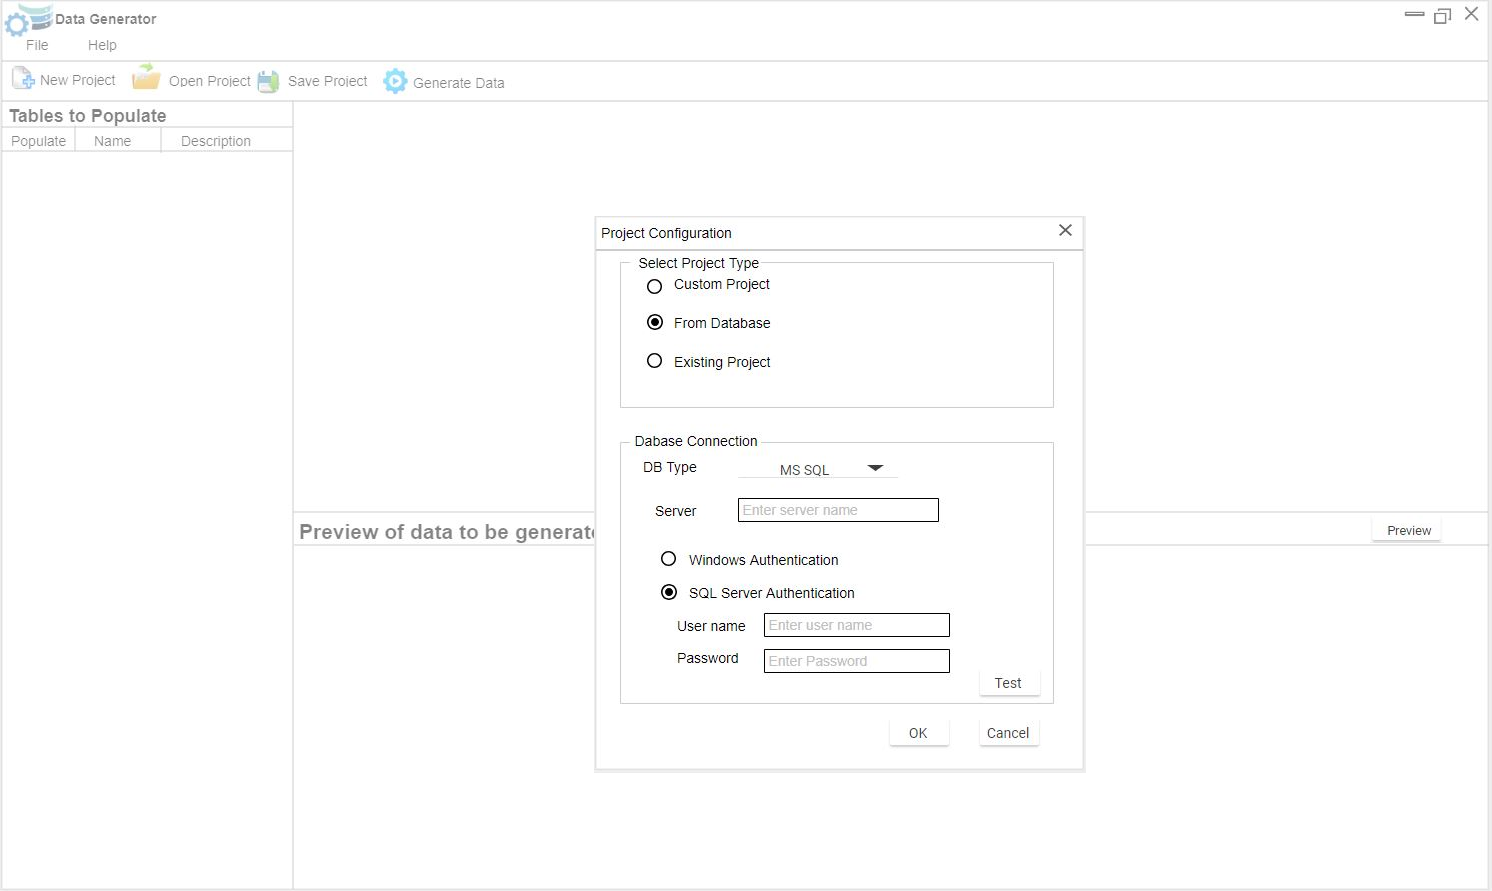 Data Generator
File Help
New Project Open Project Save Project Generate Data
Tables to Populate
Populate Name Description
Project Configuration
Select Project Type
Custom Project
From Database
Existing Project
Dabase Connection
DB Type MS SQL
Server Enter server name
Preview of data to be generate
Preview
Windows Authentication
SQL Server Authentication
User name Enter user name
Password Enter Password
Test
OK Cancel